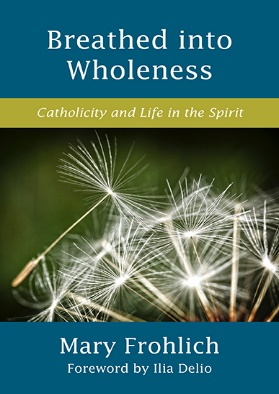 Breathed into
Wholeness
Catholicity and Life in the Spirit
Mary Frohlich
Foreword by Ilia Delio